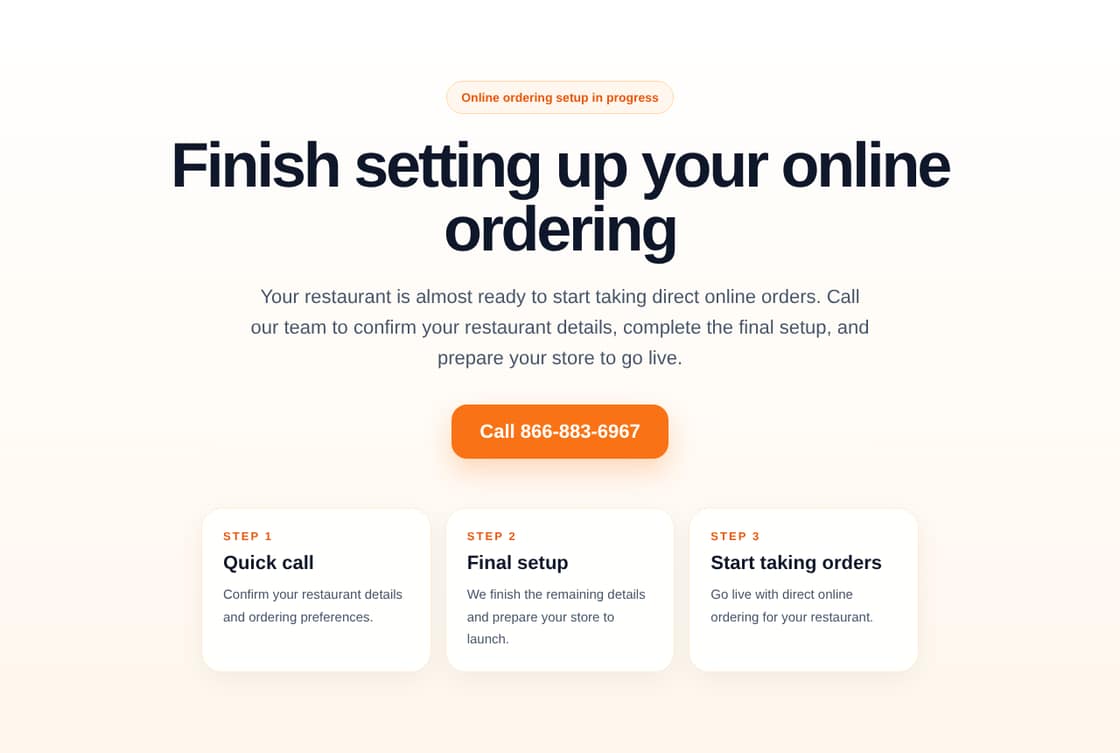 Online ordering setup in progress
Finish setting up your online
ordering
Your restaurant is almost ready to start taking direct online orders. Call
our team to confirm your restaurant details, complete the final setup, and
prepare your store to go live.
Call 866-883-6967
STEP 1
Quick call
Confirm your restaurant details
and ordering preferences.
STEP 2
Final setup
We finish the remaining details
and prepare your store to
launch.
STEP 3
Start taking orders
Go live with direct online
ordering for your restaurant.